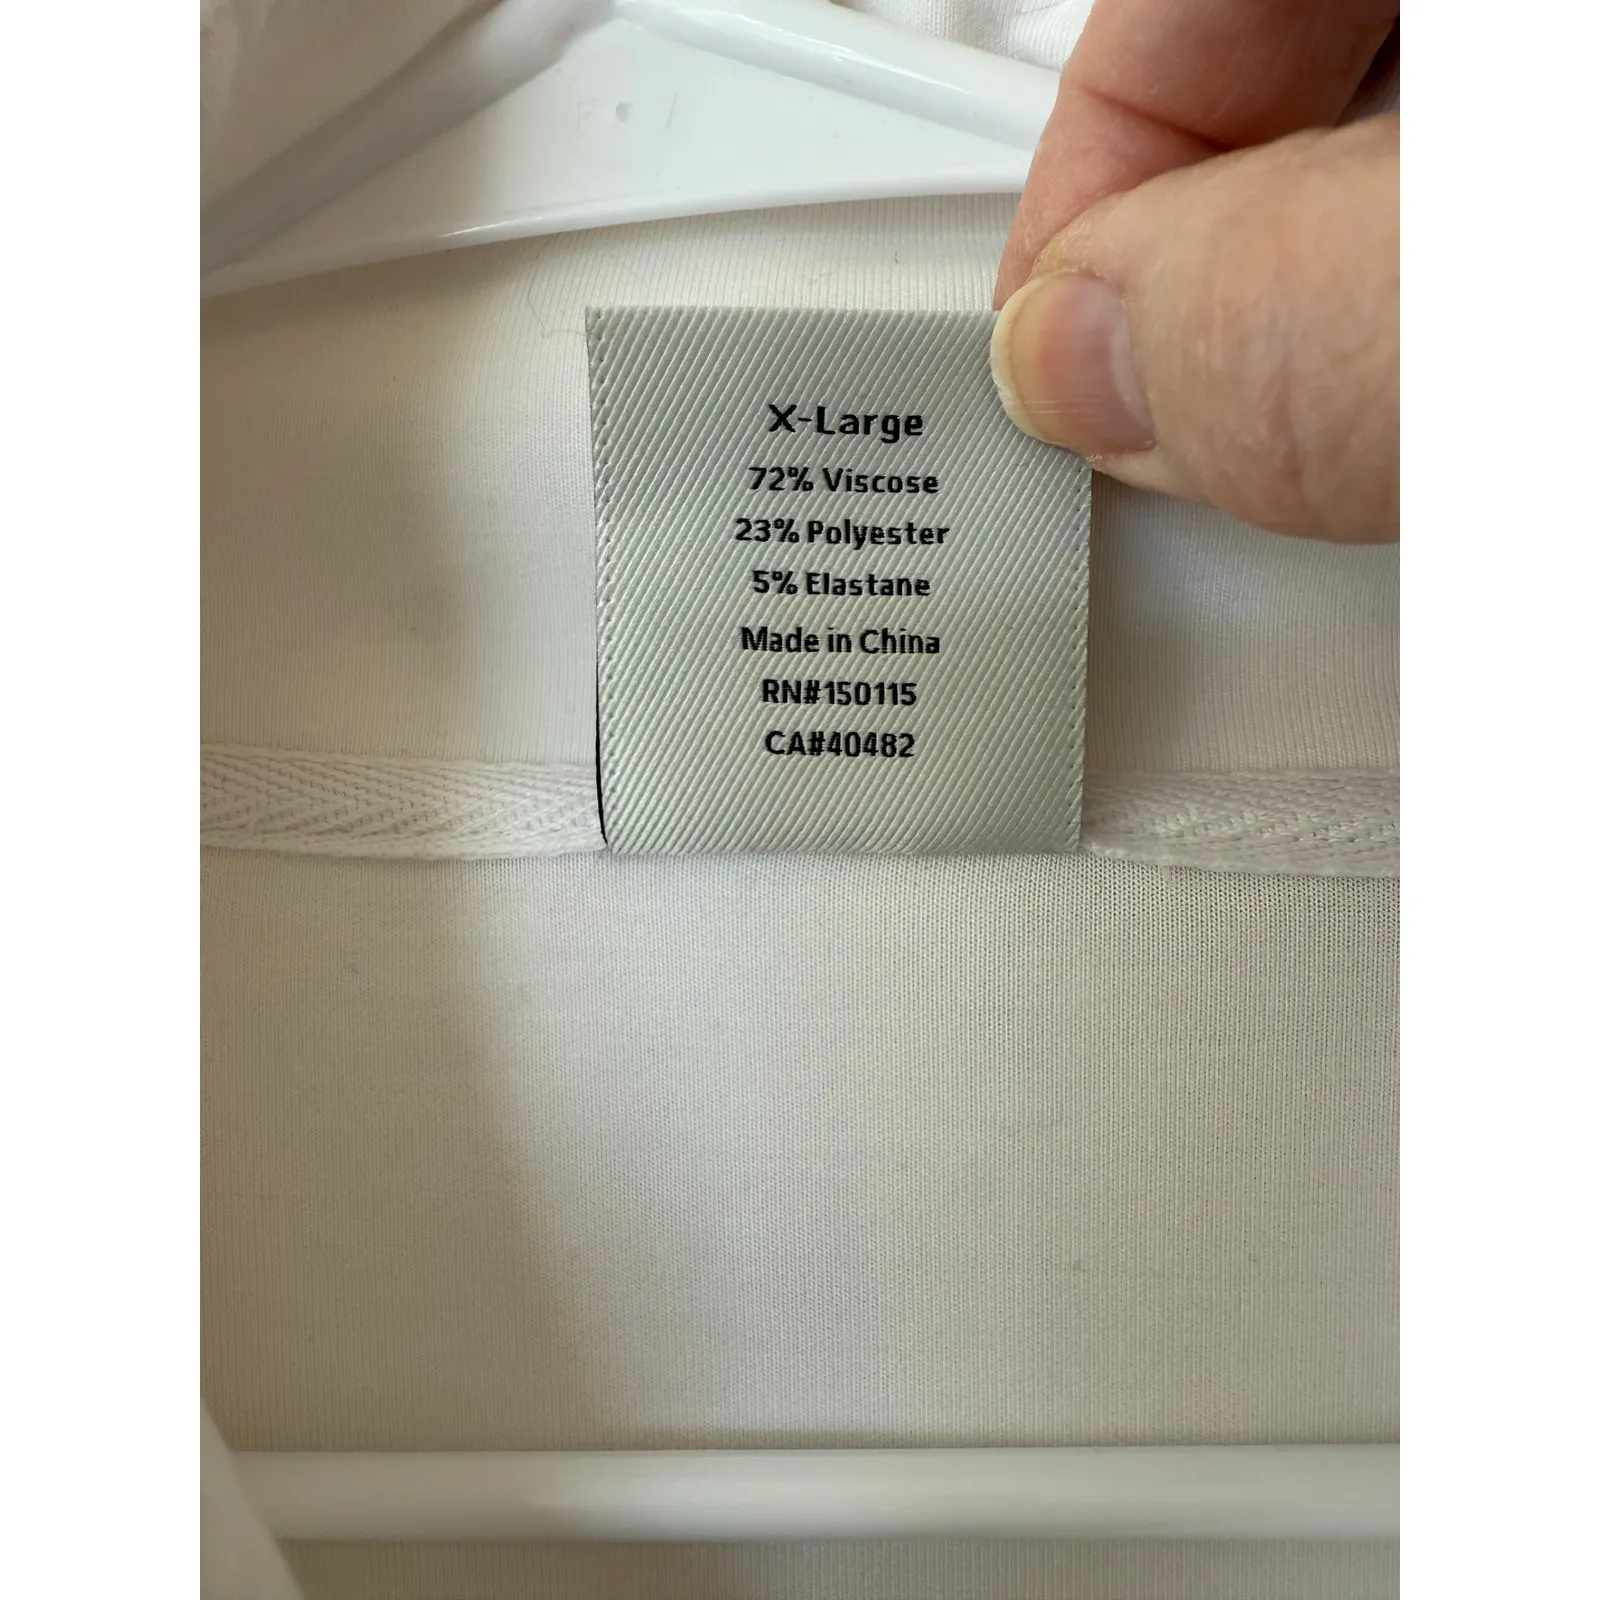 X-Large
72% Viscose
23% Polyester
5% Elastane
Made in China
RN#150115
CA#40482